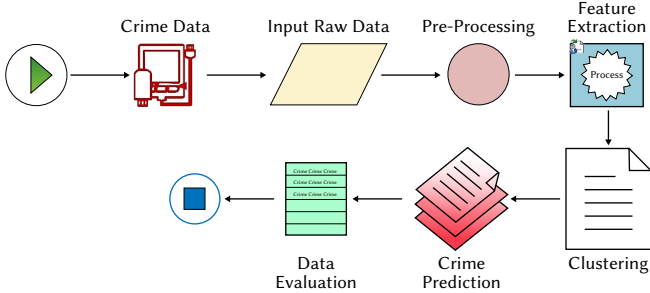 Crime Data
Input Raw Data
Pre-Processing
Feature
Extraction
Process
Crime Crime Crime
Crime Crime Crime
Crime Crime Crime
Data
Evaluation
Crime
Prediction
Clustering